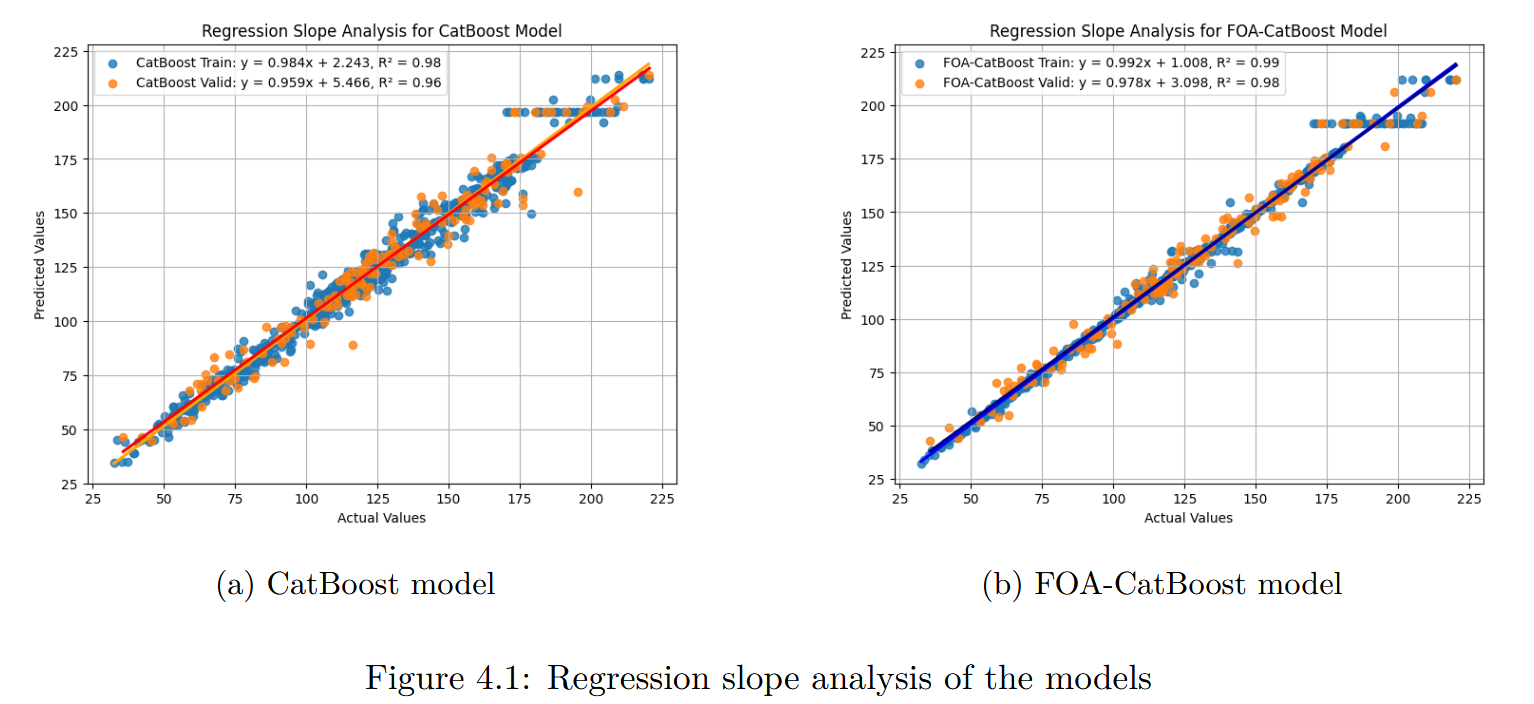 Regression Slope Analysis for CatBoost Model
225
200
175
150
125
100
75
50
25
Predicted Values
CatBoost Train: y = 0.984x + 2.243, R² = 0.98
CatBoost Valid: y = 0.959x + 5.466, R² = 0.96
25 50 75 100 125 150 175 200 225
Actual Values
(a) CatBoost model
Regression Slope Analysis for FOA-CatBoost Model
225
200
175
150
125
100
75
50
25
Predicted Values
FOA-CatBoost Train: y = 0.992x + 1.008, R² = 0.99
FOA-CatBoost Valid: y = 0.978x + 3.098, R² = 0.98
25 50 75 100 125 150 175 200 225
Actual Values
(b) FOA-CatBoost model
Figure 4.1: Regression slope analysis of the models